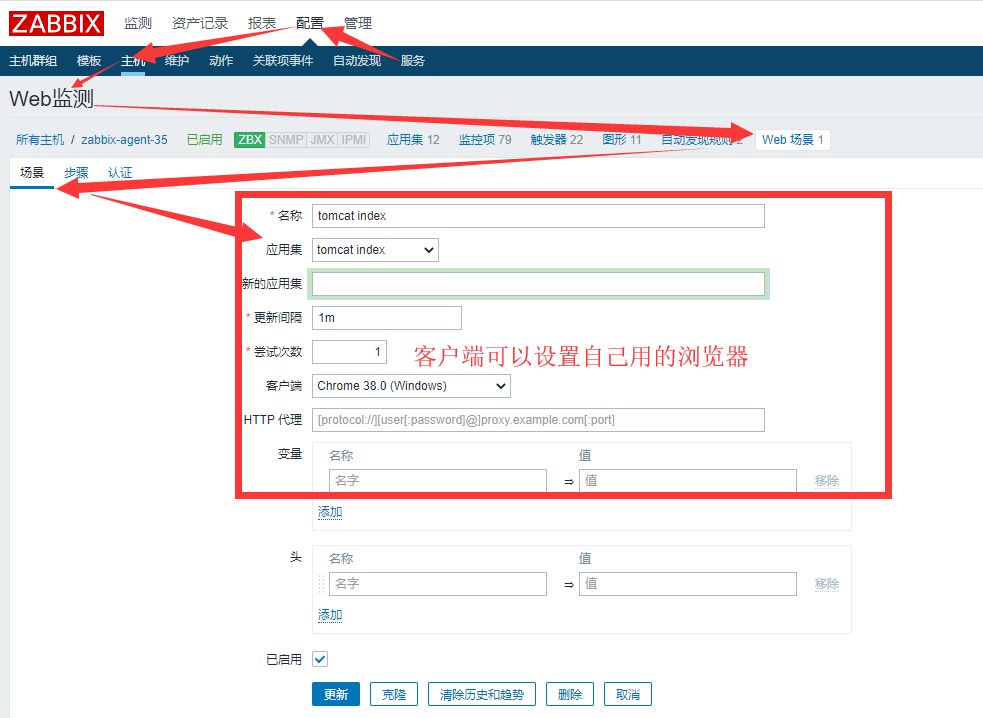 ZABBIX 监测 资产记录 报表 配置 管理
主机群组 模板 主机 维护 动作 关联项事件 自动发现 服务
Web监测
所有主机 / zabbix-agent-35 已启用 ZBX SNMP JMX IPMI 应用集 12 监控项 79 触发器 22 图形 11 自动发现规则 2 Web 场景 1
场景 步骤 认证
* 名称 tomcat index
应用集 tomcat index
新的应用集
* 更新间隔 1m
* 尝试次数 1 客户端可以设置自己用的浏览器
客户端 Chrome 38.0 (Windows)
HTTP 代理 [protocol://][user[:password]@]proxy.example.com[:port]
变量 名称 值
名字 ⇒ 值 移除
添加
头 名称 值
名字 ⇒ 值 移除
添加
已启用
更新 克隆 清除历史和趋势 删除 取消